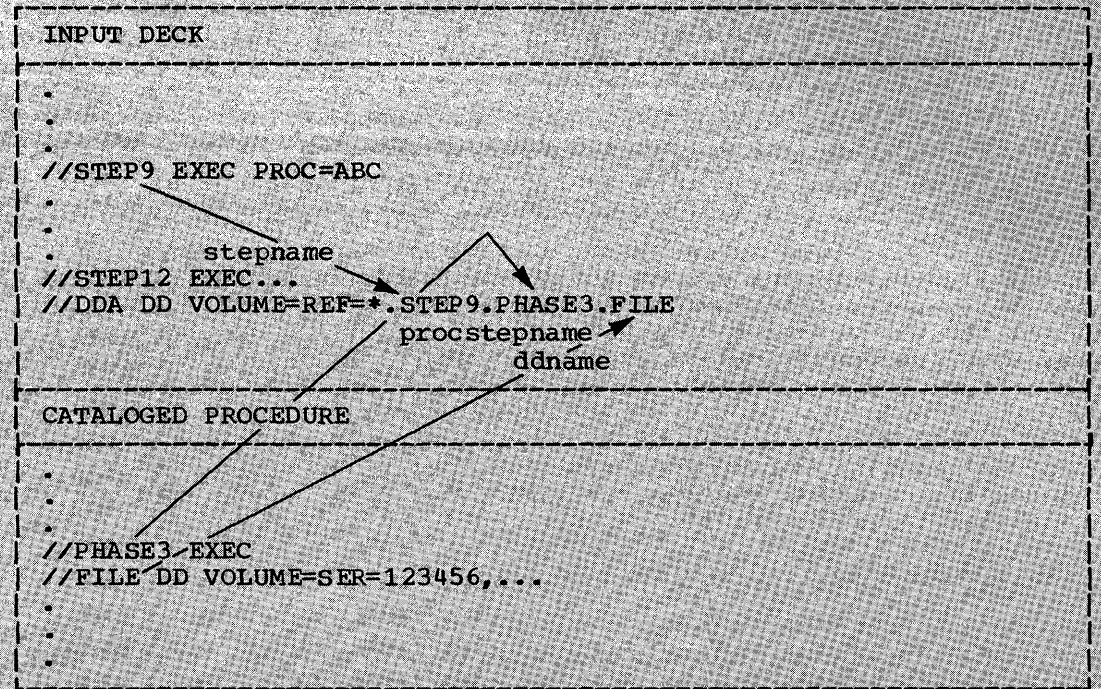 INPUT DECK
.
.
.
//STEP9 EXEC PROC=ABC
.
.
.
stepname
//STEP12 EXEC...
//DDA DD VOLUME=REF=*.STEP9.PHASE3.FILE
procstepname
ddname
CATALOGED PROCEDURE
.
.
.
//PHASE3 EXEC
//FILE DD VOLUME=SER=123456,...
.
.
.